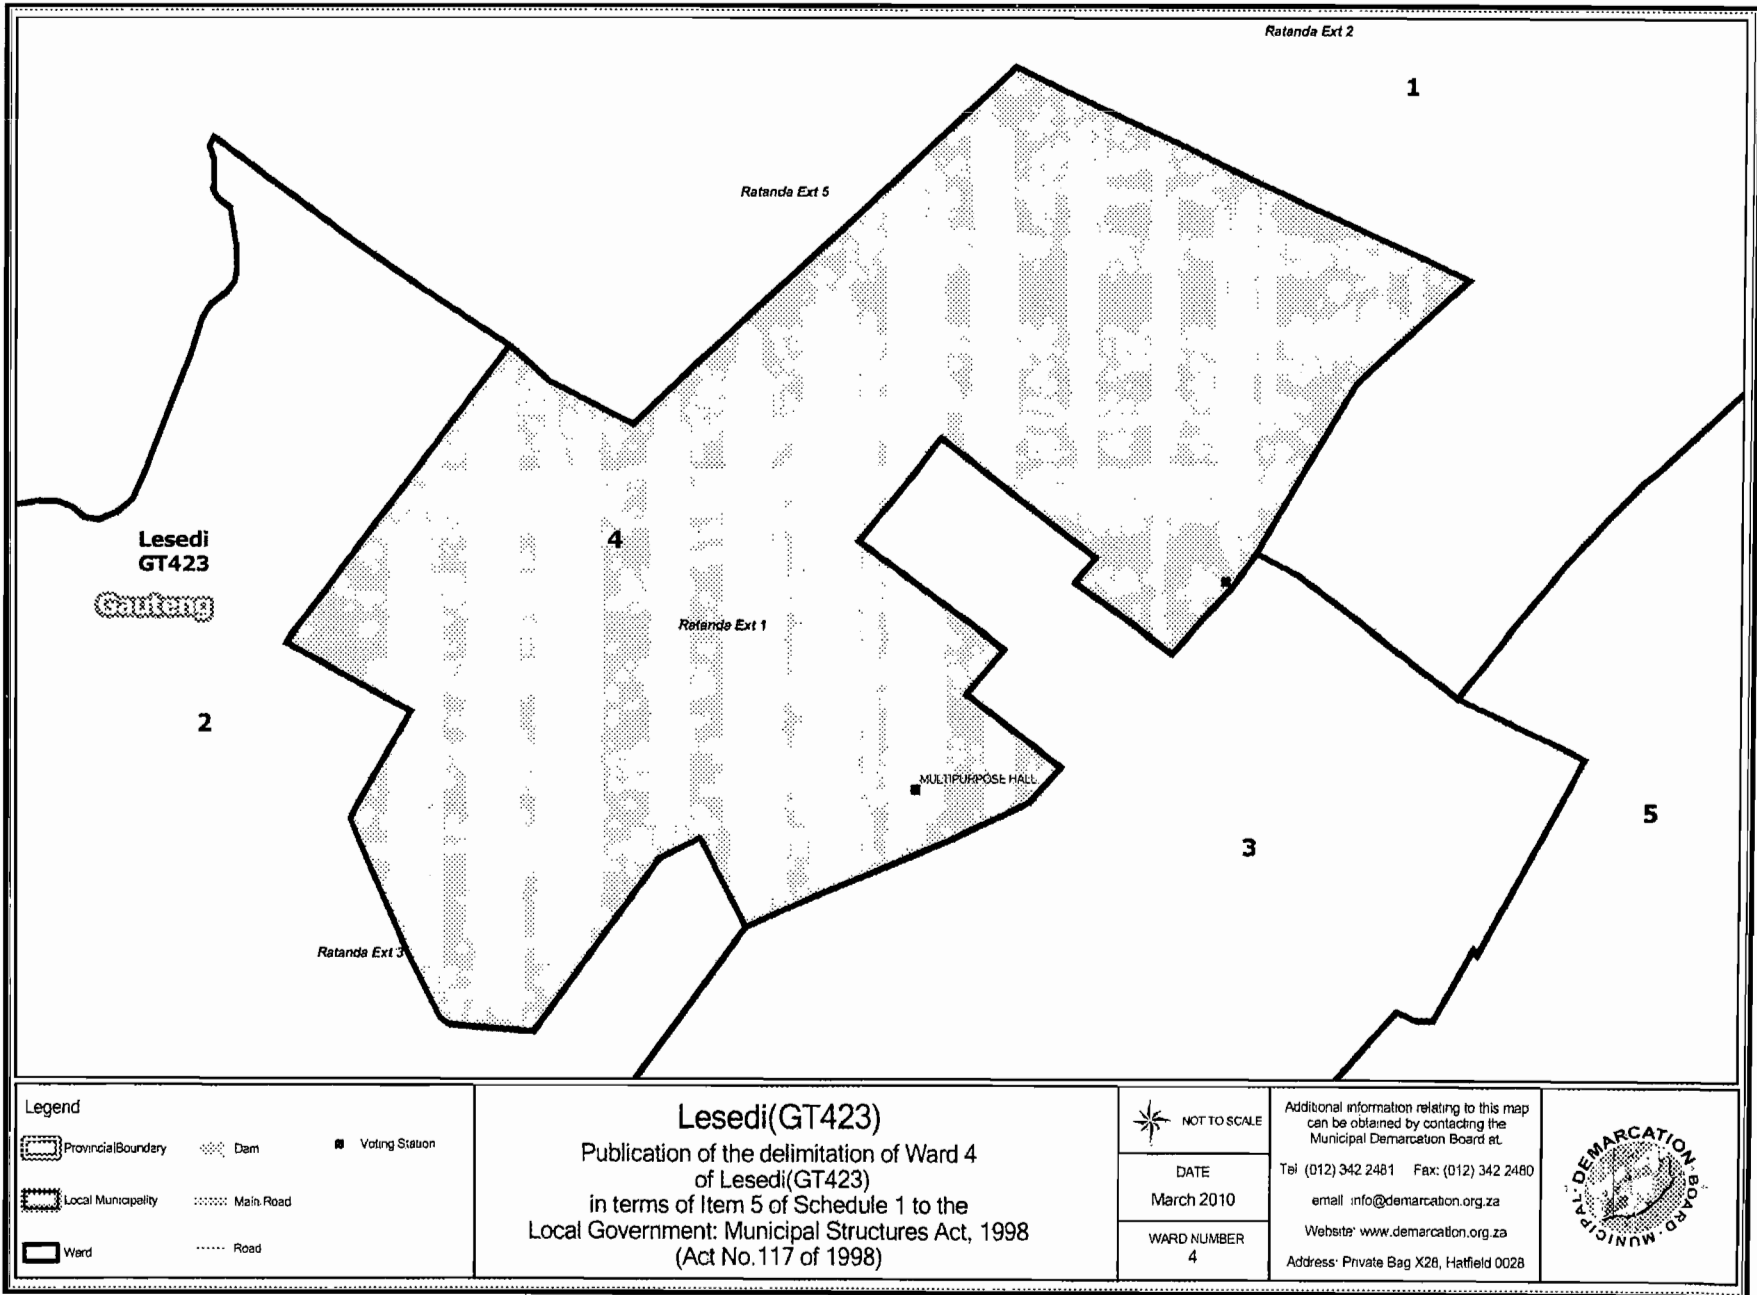 Ratanda Ext 2
1
Ratanda Ext 5
Lesedi
GT423
Gauteng
4
Ratanda Ext 1
2
MULTIPURPOSE HALL
5
3
Ratanda Ext 3
Legend
Provincial Boundary
Dam
Voting Station
Local Municipality
Main Road
Ward
Road
Lesedi(GT423)
Publication of the delimitation of Ward 4
of Lesedi(GT423)
in terms of Item 5 of Schedule 1 to the
Local Government: Municipal Structures Act, 1998
(Act No.117 of 1998)
NOT TO SCALE
DATE
March 2010
WARD NUMBER
4
Additional information relating to this map
can be obtained by contacting the
Municipal Demarcation Board at.
Tel (012) 342 2481 Fax: (012) 342 2480
email info@demarcation.org.za
Website: www.demarcation.org.za
Address: Private Bag X28, Hatfield 0028
MUNICIPAL · DEMARCATION · BOARD ·